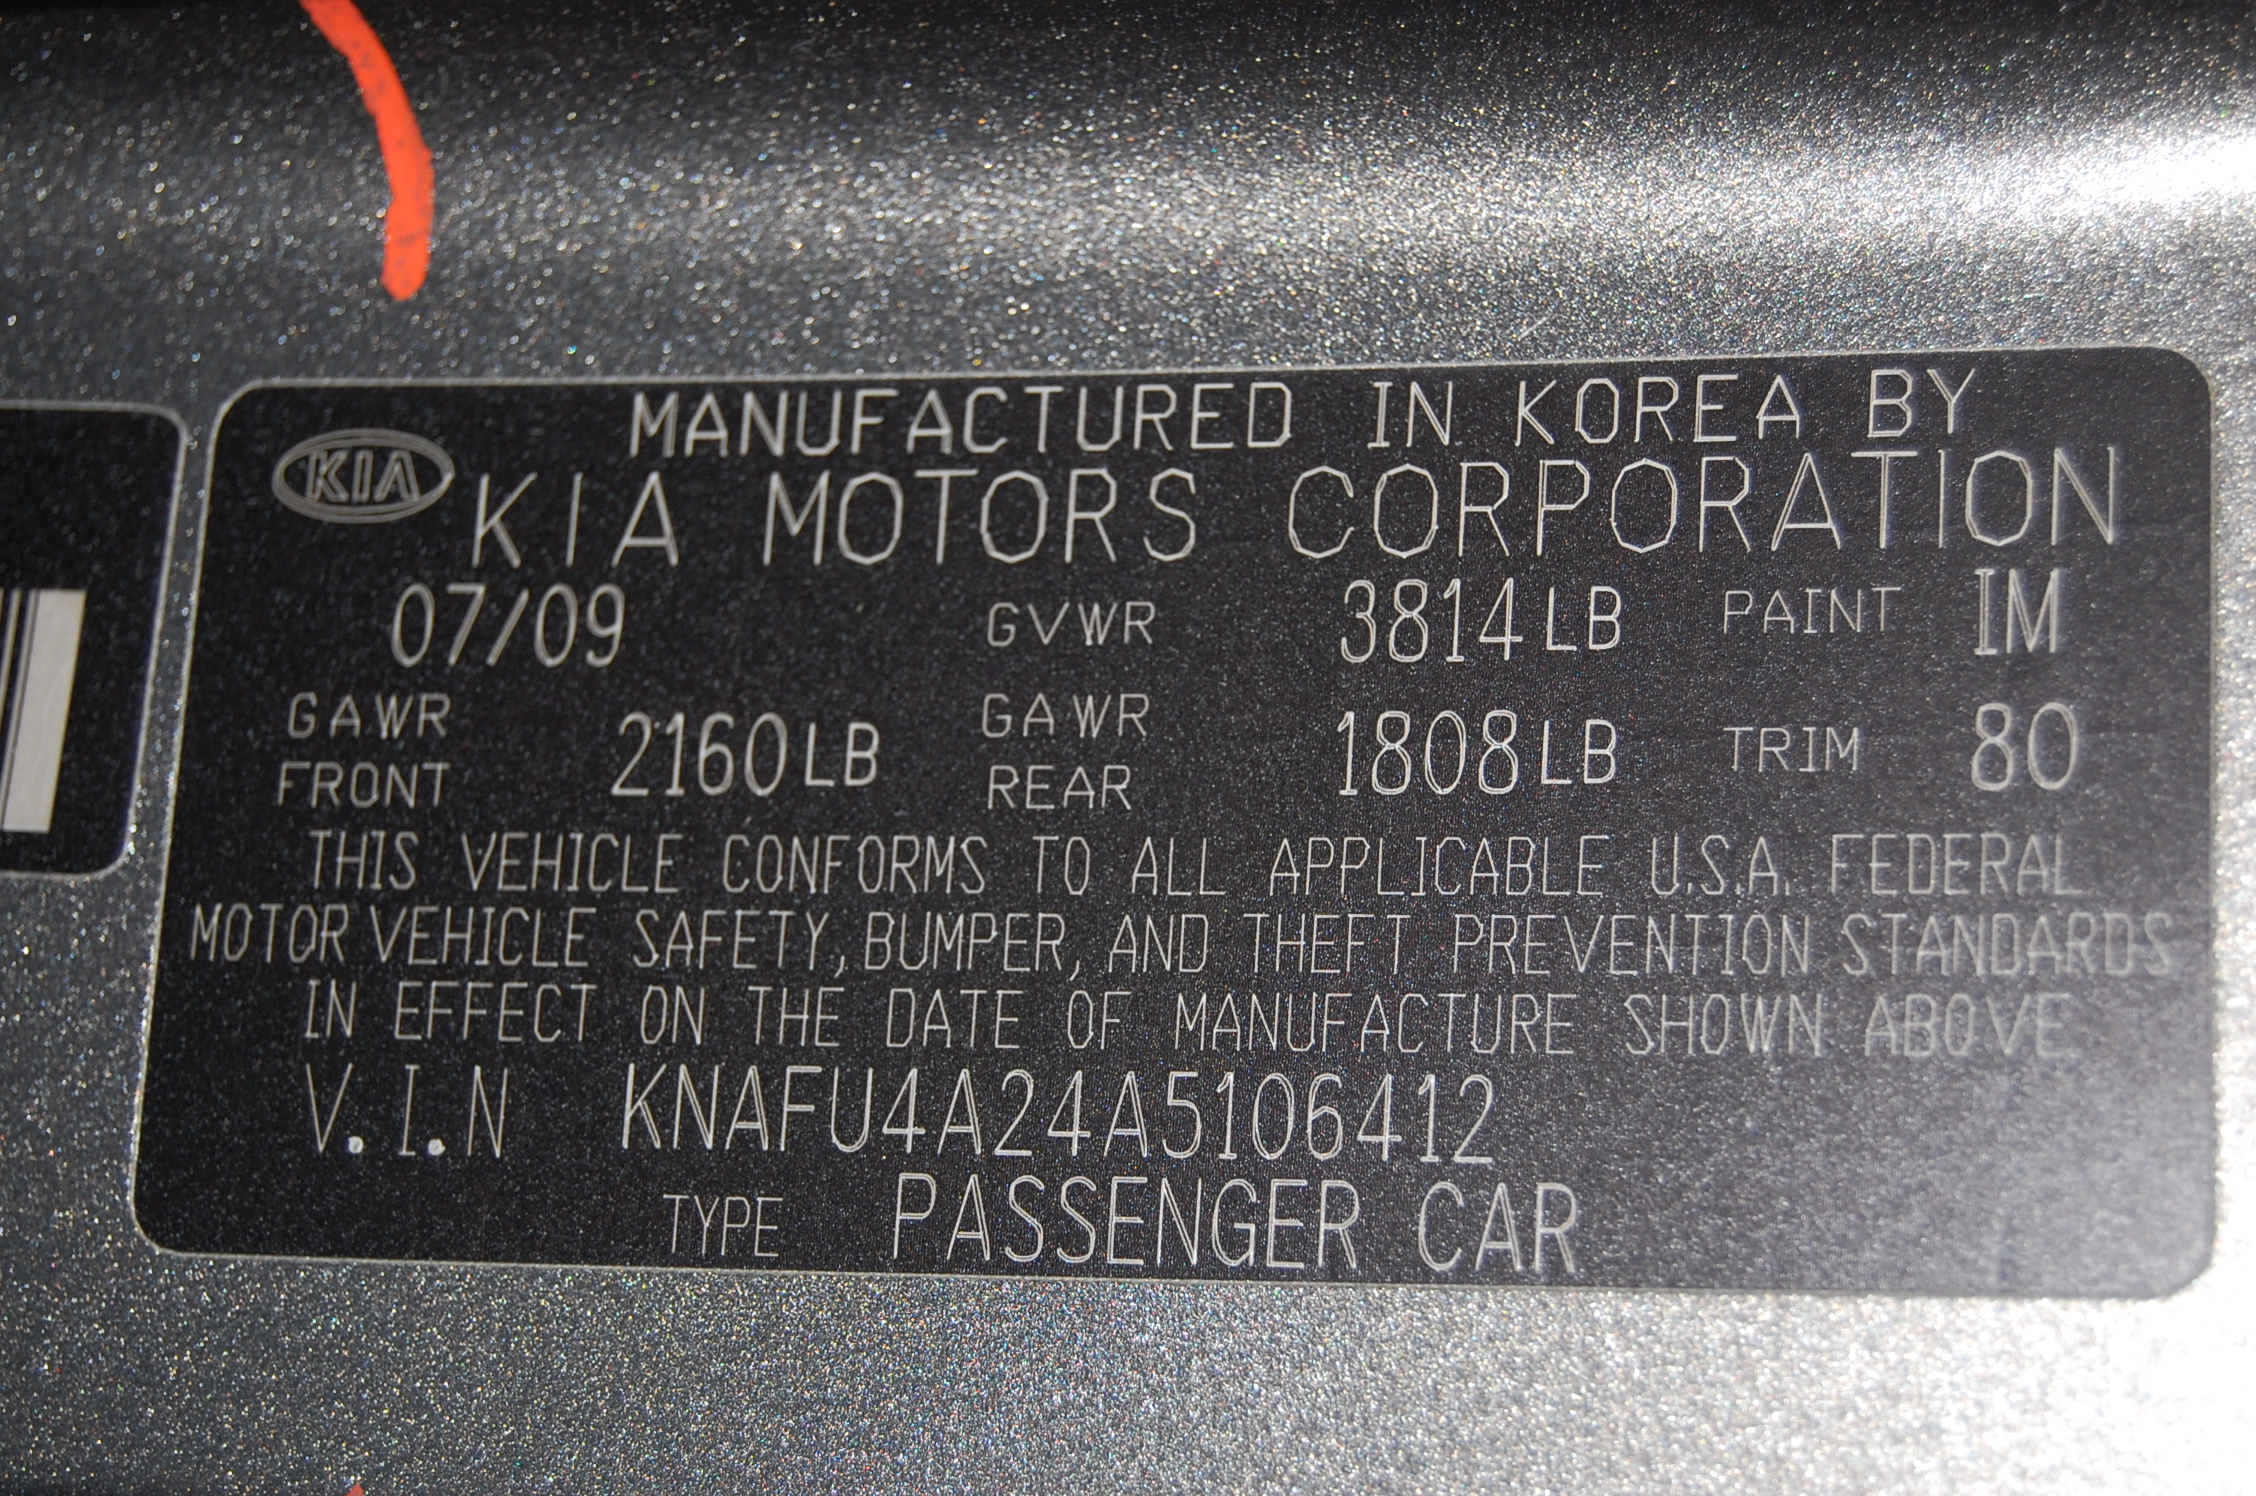 MANUFACTURED IN KOREA BY
KIA KIA MOTORS CORPORATION
07/09 GVWR 3814LB PAINT IM
GAWR FRONT 2160LB GAWR REAR 1808LB TRIM 80
THIS VEHICLE CONFORMS TO ALL APPLICABLE U.S.A. FEDERAL
MOTOR VEHICLE SAFETY, BUMPER, AND THEFT PREVENTION STANDARDS
IN EFFECT ON THE DATE OF MANUFACTURE SHOWN ABOVE
V.I.N KNAFU4A24A5106412
TYPE PASSENGER CAR